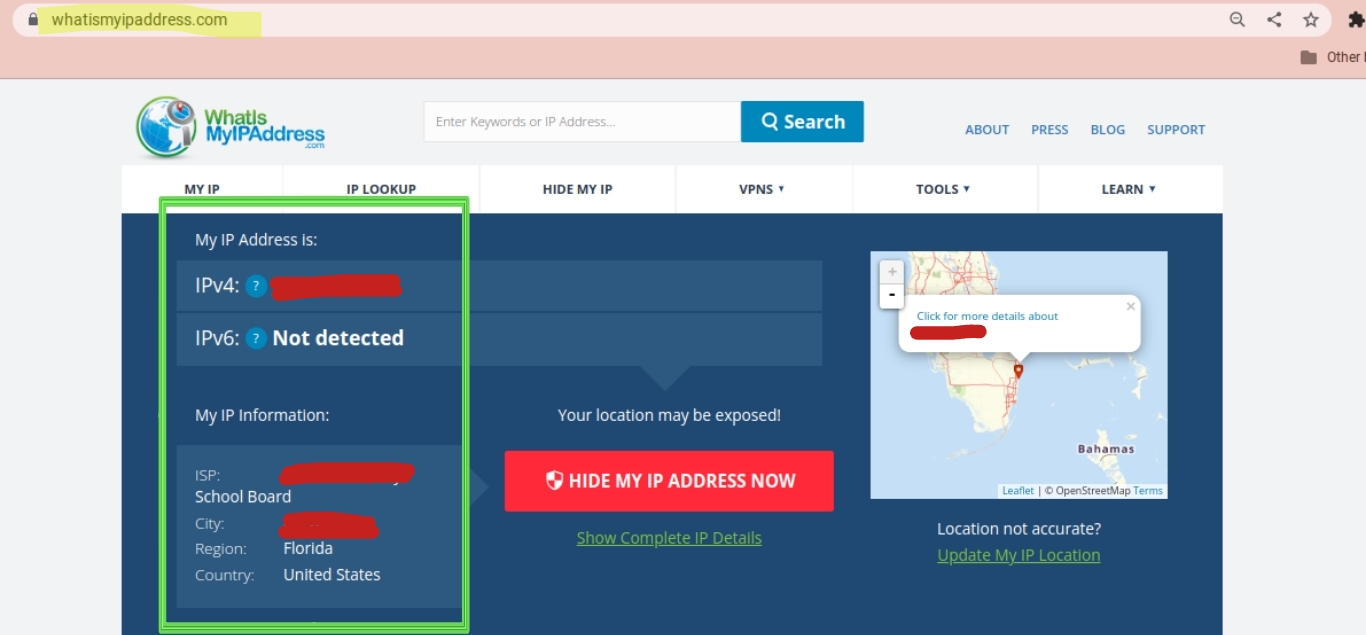 whatismyipaddress.com
Other
WhatIs
MyIPAddress
.com
Enter Keywords or IP Address...
Search
ABOUT PRESS BLOG SUPPORT
MY IP IP LOOKUP HIDE MY IP VPNS ▼ TOOLS ▼ LEARN ▼
My IP Address is:
IPv4: ?
IPv6: ? Not detected
My IP Information:
ISP:
School Board
City:
Region: Florida
Country: United States
Your location may be exposed!
HIDE MY IP ADDRESS NOW
Show Complete IP Details
+
-
Click for more details about
×
Bahamas
Leaflet | © OpenStreetMap Terms
Location not accurate?
Update My IP Location